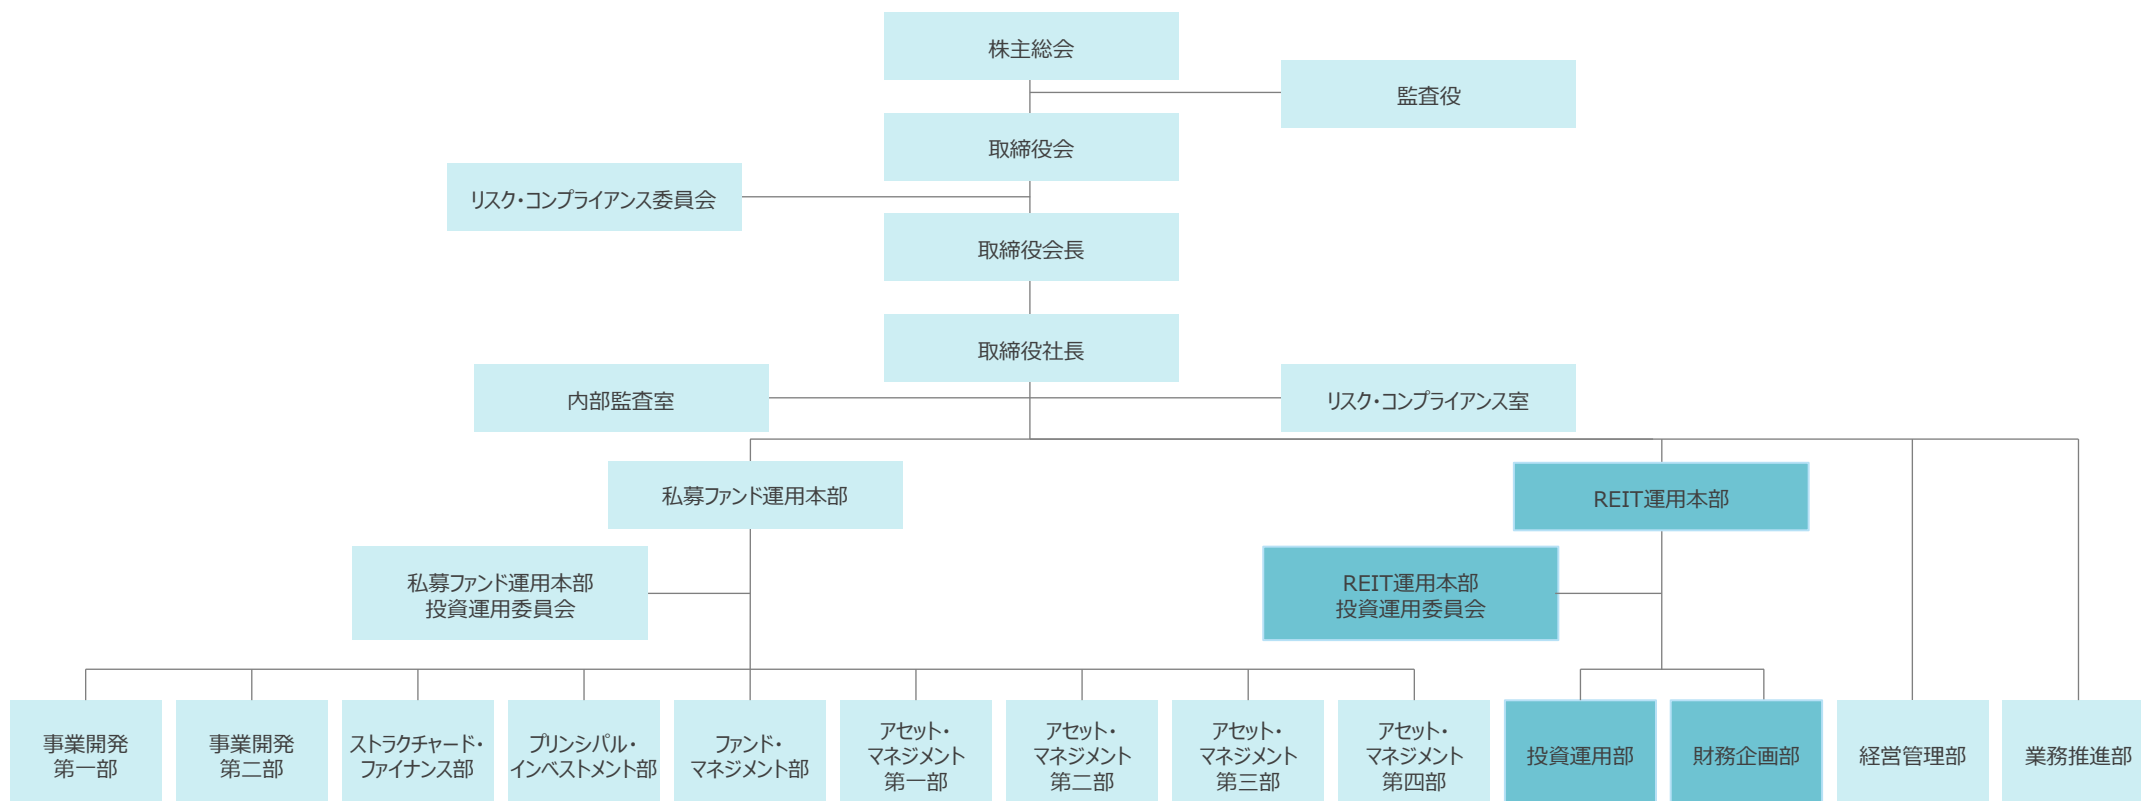 株主総会
監査役
取締役会
リスク・コンプライアンス委員会
取締役会長
取締役社長
内部監査室
リスク・コンプライアンス室
私募ファンド運用本部
REIT運用本部
私募ファンド運用本部
投資運用委員会
REIT運用本部
投資運用委員会
事業開発
第一部
事業開発
第二部
ストラクチャード・
ファイナンス部
プリンシパル・
インベストメント部
ファンド・
マネジメント部
アセット・
マネジメント
第一部
アセット・
マネジメント
第二部
アセット・
マネジメント
第三部
アセット・
マネジメント
第四部
投資運用部
財務企画部
経営管理部
業務推進部